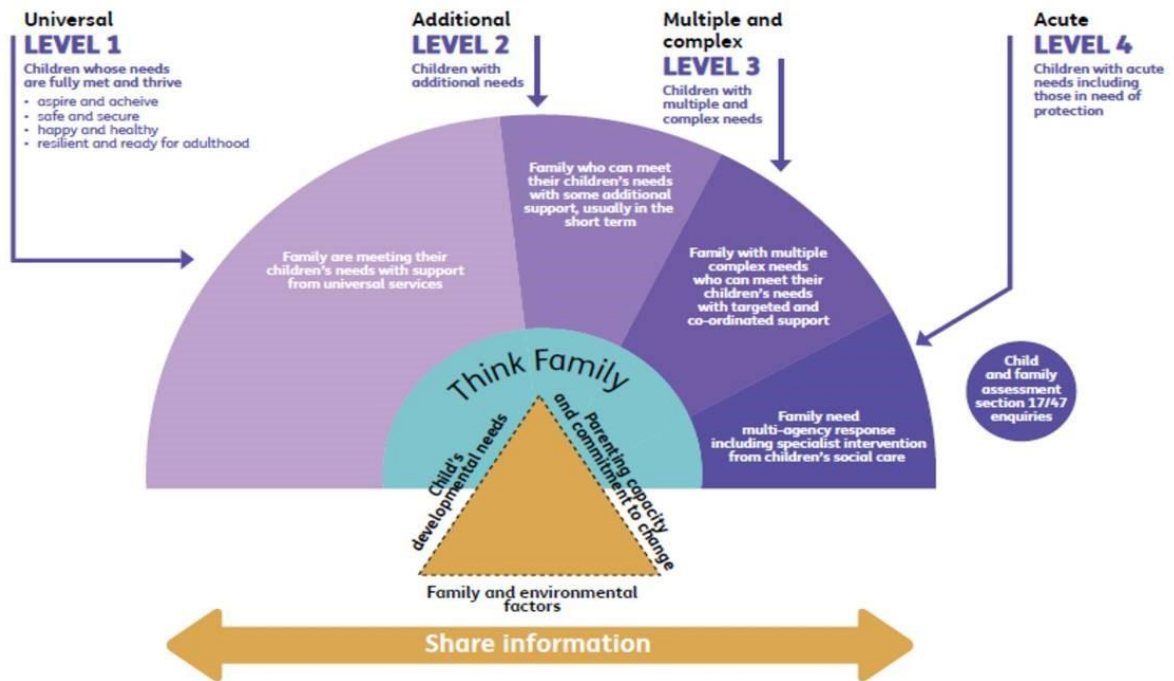 Universal
LEVEL 1
Children whose needs
are fully met and thrive
• aspire and acheive
• safe and secure
• happy and healthy
• resilient and ready for adulthood
Additional
LEVEL 2
Children with
additional needs
Multiple and
complex
LEVEL 3
Children with
multiple and
complex needs
Acute
LEVEL 4
Children with acute
needs including
those in need of
protection
Family are meeting their
children's needs with support
from universal services
Family who can meet
their children's needs
with some additional
support, usually in the
short term
Family with multiple
complex needs
who can meet their
children's needs
with targeted and
co-ordinated support
Family need
multi-agency response
including specialist intervention
from children's social care
Child
and family
assessment
section 17/47
enquiries
Think Family
Child's
developmental needs
Parenting capacity
and commitment to change
Family and environmental
factors
Share information